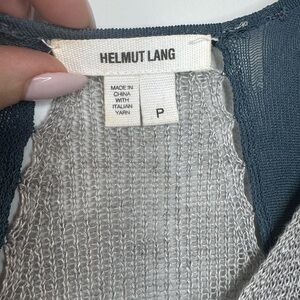 HELMUT LANG
MADE IN
CHINA
WITH
ITALIAN
YARN
P